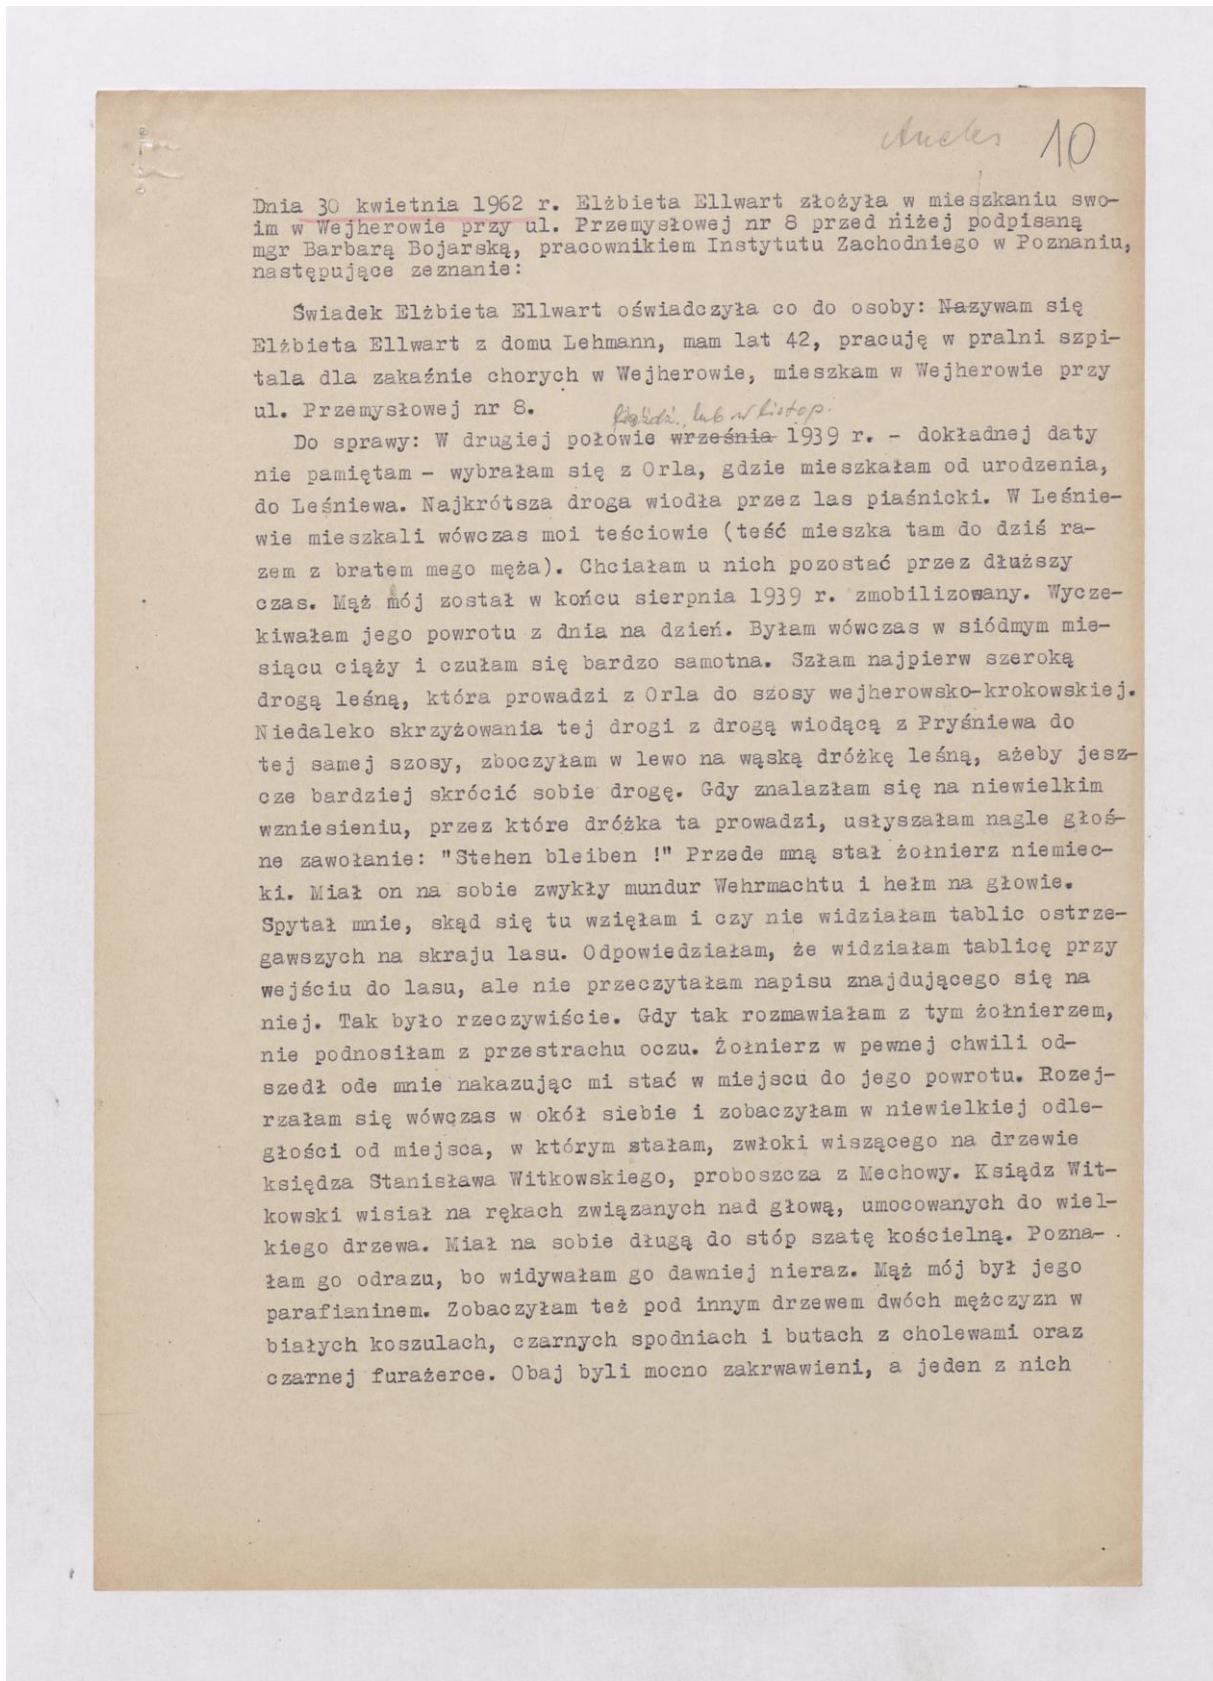 10
Dnia 30 kwietnia 1962 r. Elżbieta Ellwart złożyła w mieszkaniu swo-
im w Wejherowie przy ul. Przemysłowej nr 8 przed niżej podpisaną
mgr Barbarą Bojarską, pracownikiem Instytutu Zachodniego w Poznaniu,
następujące zeznanie:
Świadek Elżbieta Ellwart oświadczyła co do osoby: Nazywam się
Elżbieta Ellwart z domu Lehmann, mam lat 42, pracuję w pralni szpi-
tala dla zakaźnie chorych w Wejherowie, mieszkam w Wejherowie przy
ul. Przemysłowej nr 8.
lub w listop.
Do sprawy: W drugiej połowie września 1939 r. - dokładnej daty
nie pamiętam - wybrałam się z Orla, gdzie mieszkałam od urodzenia,
do Leśniewa. Najkrótsza droga wiodła przez las piaśnicki. W Leśnie-
wie mieszkali wówczas moi teściowie (teść mieszka tam do dziś ra-
zem z bratem mego męża). Chciałam u nich pozostać przez dłuższy
czas. Mąż mój został w końcu sierpnia 1939 r. zmobilizowany. Wycze-
kiwałam jego powrotu z dnia na dzień. Byłam wówczas w siódmym mie-
siącu ciąży i czułam się bardzo samotna. Szłam najpierw szeroką
drogą leśną, która prowadzi z Orla do szosy wejherowsko-krokowskiej.
Niedaleko skrzyżowania tej drogi z drogą wiodącą z Pryśniewa do
tej samej szosy, zboczyłam w lewo na wąską dróżkę leśną, ażeby jesz-
cze bardziej skrócić sobie drogę. Gdy znalazłam się na niewielkim
wzniesieniu, przez które dróżka ta prowadzi, usłyszałam nagle głoś-
ne zawołanie: "Stehen bleiben !" Przede mną stał żołnierz niemiec-
ki. Miał on na sobie zwykły mundur Wehrmachtu i hełm na głowie.
Spytał mnie, skąd się tu wzięłam i czy nie widziałam tablic ostrze-
gawszych na skraju lasu. Odpowiedziałam, że widziałam tablicę przy
wejściu do lasu, ale nie przeczytałam napisu znajdującego się na
niej. Tak było rzeczywiście. Gdy tak rozmawiałam z tym żołnierzem,
nie podnosiłam z przestrachu oczu. Żołnierz w pewnej chwili od-
szedł ode mnie nakazując mi stać w miejscu do jego powrotu. Rozej-
rzałam się wówczas w okół siebie i zobaczyłam w niewielkiej odle-
głości od miejsca, w którym stałam, zwłoki wiszącego na drzewie
księdza Stanisława Witkowskiego, proboszcza z Mechowy. Ksiądz Wit-
kowski wisiał na rękach związanych nad głową, umocowanych do wiel-
kiego drzewa. Miał na sobie długą do stóp szatę kościelną. Pozna-
łam go odrazu, bo widywałam go dawniej nieraz. Mąż mój był jego
parafianinem. Zobaczyłam też pod innym drzewem dwóch mężczyzn w
białych koszulach, czarnych spodniach i butach z cholewami oraz
czarnej furażerce. Obaj byli mocno zakrwawieni, a jeden z nich